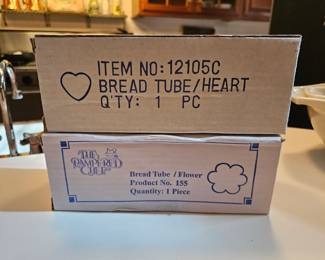 ITEM NO:12105C
BREAD TUBE/HEART
Q'TY: 1 PC
THE
PAMPERED
CHEF
Bread Tube / Flower
Product No. 155
Quantity: 1 Piece